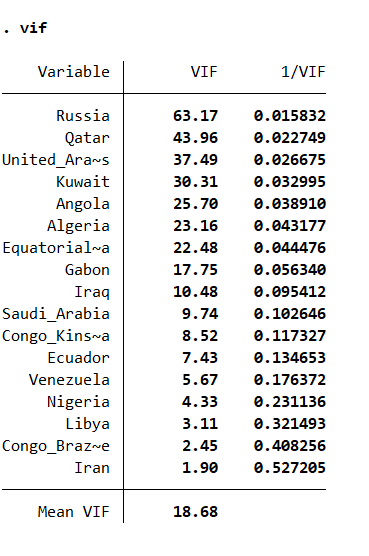 . vif
Variable VIF 1/VIF
Russia 63.17 0.015832
Qatar 43.96 0.022749
United_Ara~s 37.49 0.026675
Kuwait 30.31 0.032995
Angola 25.70 0.038910
Algeria 23.16 0.043177
Equatorial~a 22.48 0.044476
Gabon 17.75 0.056340
Iraq 10.48 0.095412
Saudi_Arabia 9.74 0.102646
Congo_Kins~a 8.52 0.117327
Ecuador 7.43 0.134653
Venezuela 5.67 0.176372
Nigeria 4.33 0.231136
Libya 3.11 0.321493
Congo_Braz~e 2.45 0.408256
Iran 1.90 0.527205
Mean VIF 18.68